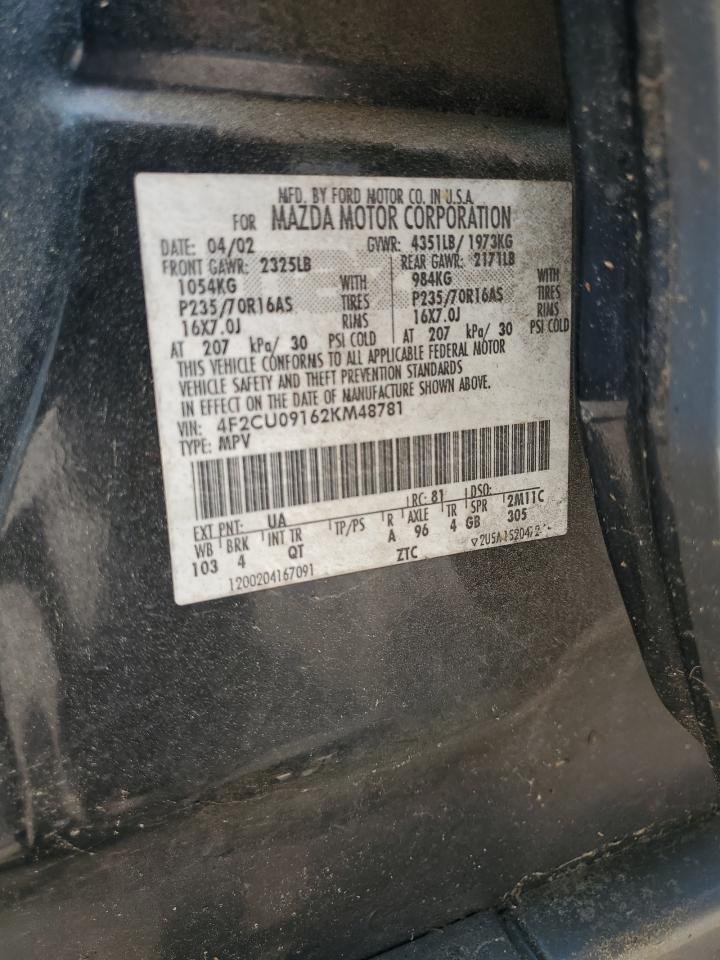 MFD. BY FORD MOTOR CO. IN U.S.A.
FOR MAZDA MOTOR CORPORATION
DATE: 04/02 GVWR: 4351LB/ 1973KG
FRONT GAWR: 2325LB REAR GAWR: 2171LB
1054KG WITH 984KG WITH
P235/70R16AS TIRES P235/70R16AS TIRES
16X7.0J RIMS 16X7.0J RIMS
AT 207 kPa/ 30 PSI COLD AT 207 kPa/ 30 PSI COLD
THIS VEHICLE CONFORMS TO ALL APPLICABLE FEDERAL MOTOR
VEHICLE SAFETY AND THEFT PREVENTION STANDARDS
IN EFFECT ON THE DATE OF MANUFACTURE SHOWN ABOVE.
VIN: 4F2CU09162KM48781
TYPE: MPV
EXT PNT: UA RC: 81 DSO:
WB BRK INT TR TP/PS R AXLE TR SPR 2M11C
103 4 QT A 96 4 GB 305
1200204167091 ZTC